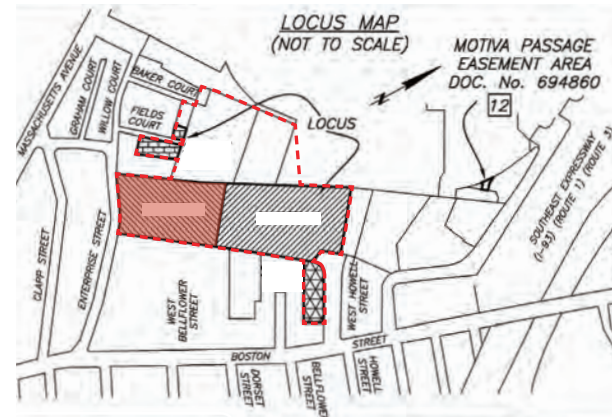 LOCUS MAP
(NOT TO SCALE)
MOTIVA PASSAGE
EASEMENT AREA
DOC. No. 694860
12
MASSACHUSETTS AVENUE
GRAHAM COURT
WILLOW COURT
BAKER COURT
FIELDS
COURT
LOCUS
SOUTHEAST EXPRESSWAY
(I-93) (ROUTE 1) (ROUTE 3)
CLAPP STREET
ENTERPRISE STREET
WEST
BELLFLOWER
STREET
WEST HOWELL
STREET
BOSTON
STREET
DORSET
STREET
BELLFLOWER
STREET
HOWELL
STREET